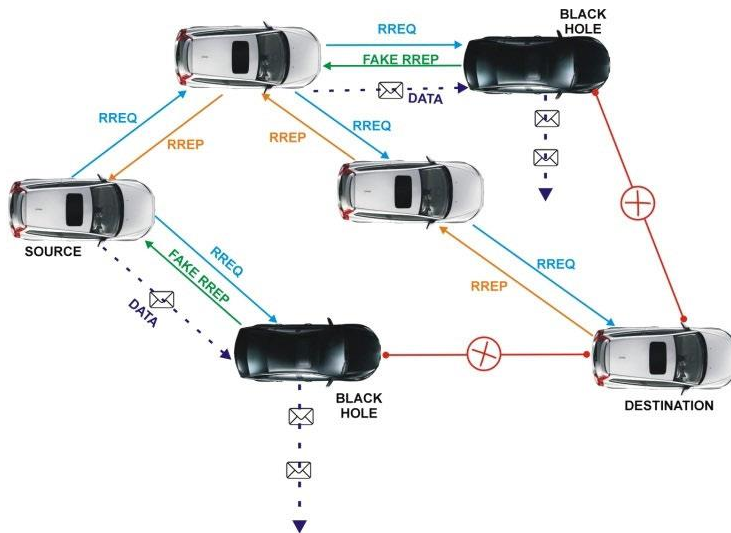 BLACK
HOLE
RREQ
FAKE RREP
DATA
RREQ
RREP
RREP
RREQ
SOURCE
RREQ
FAKE RREP
DATA
RREQ
RREP
BLACK
HOLE
DESTINATION